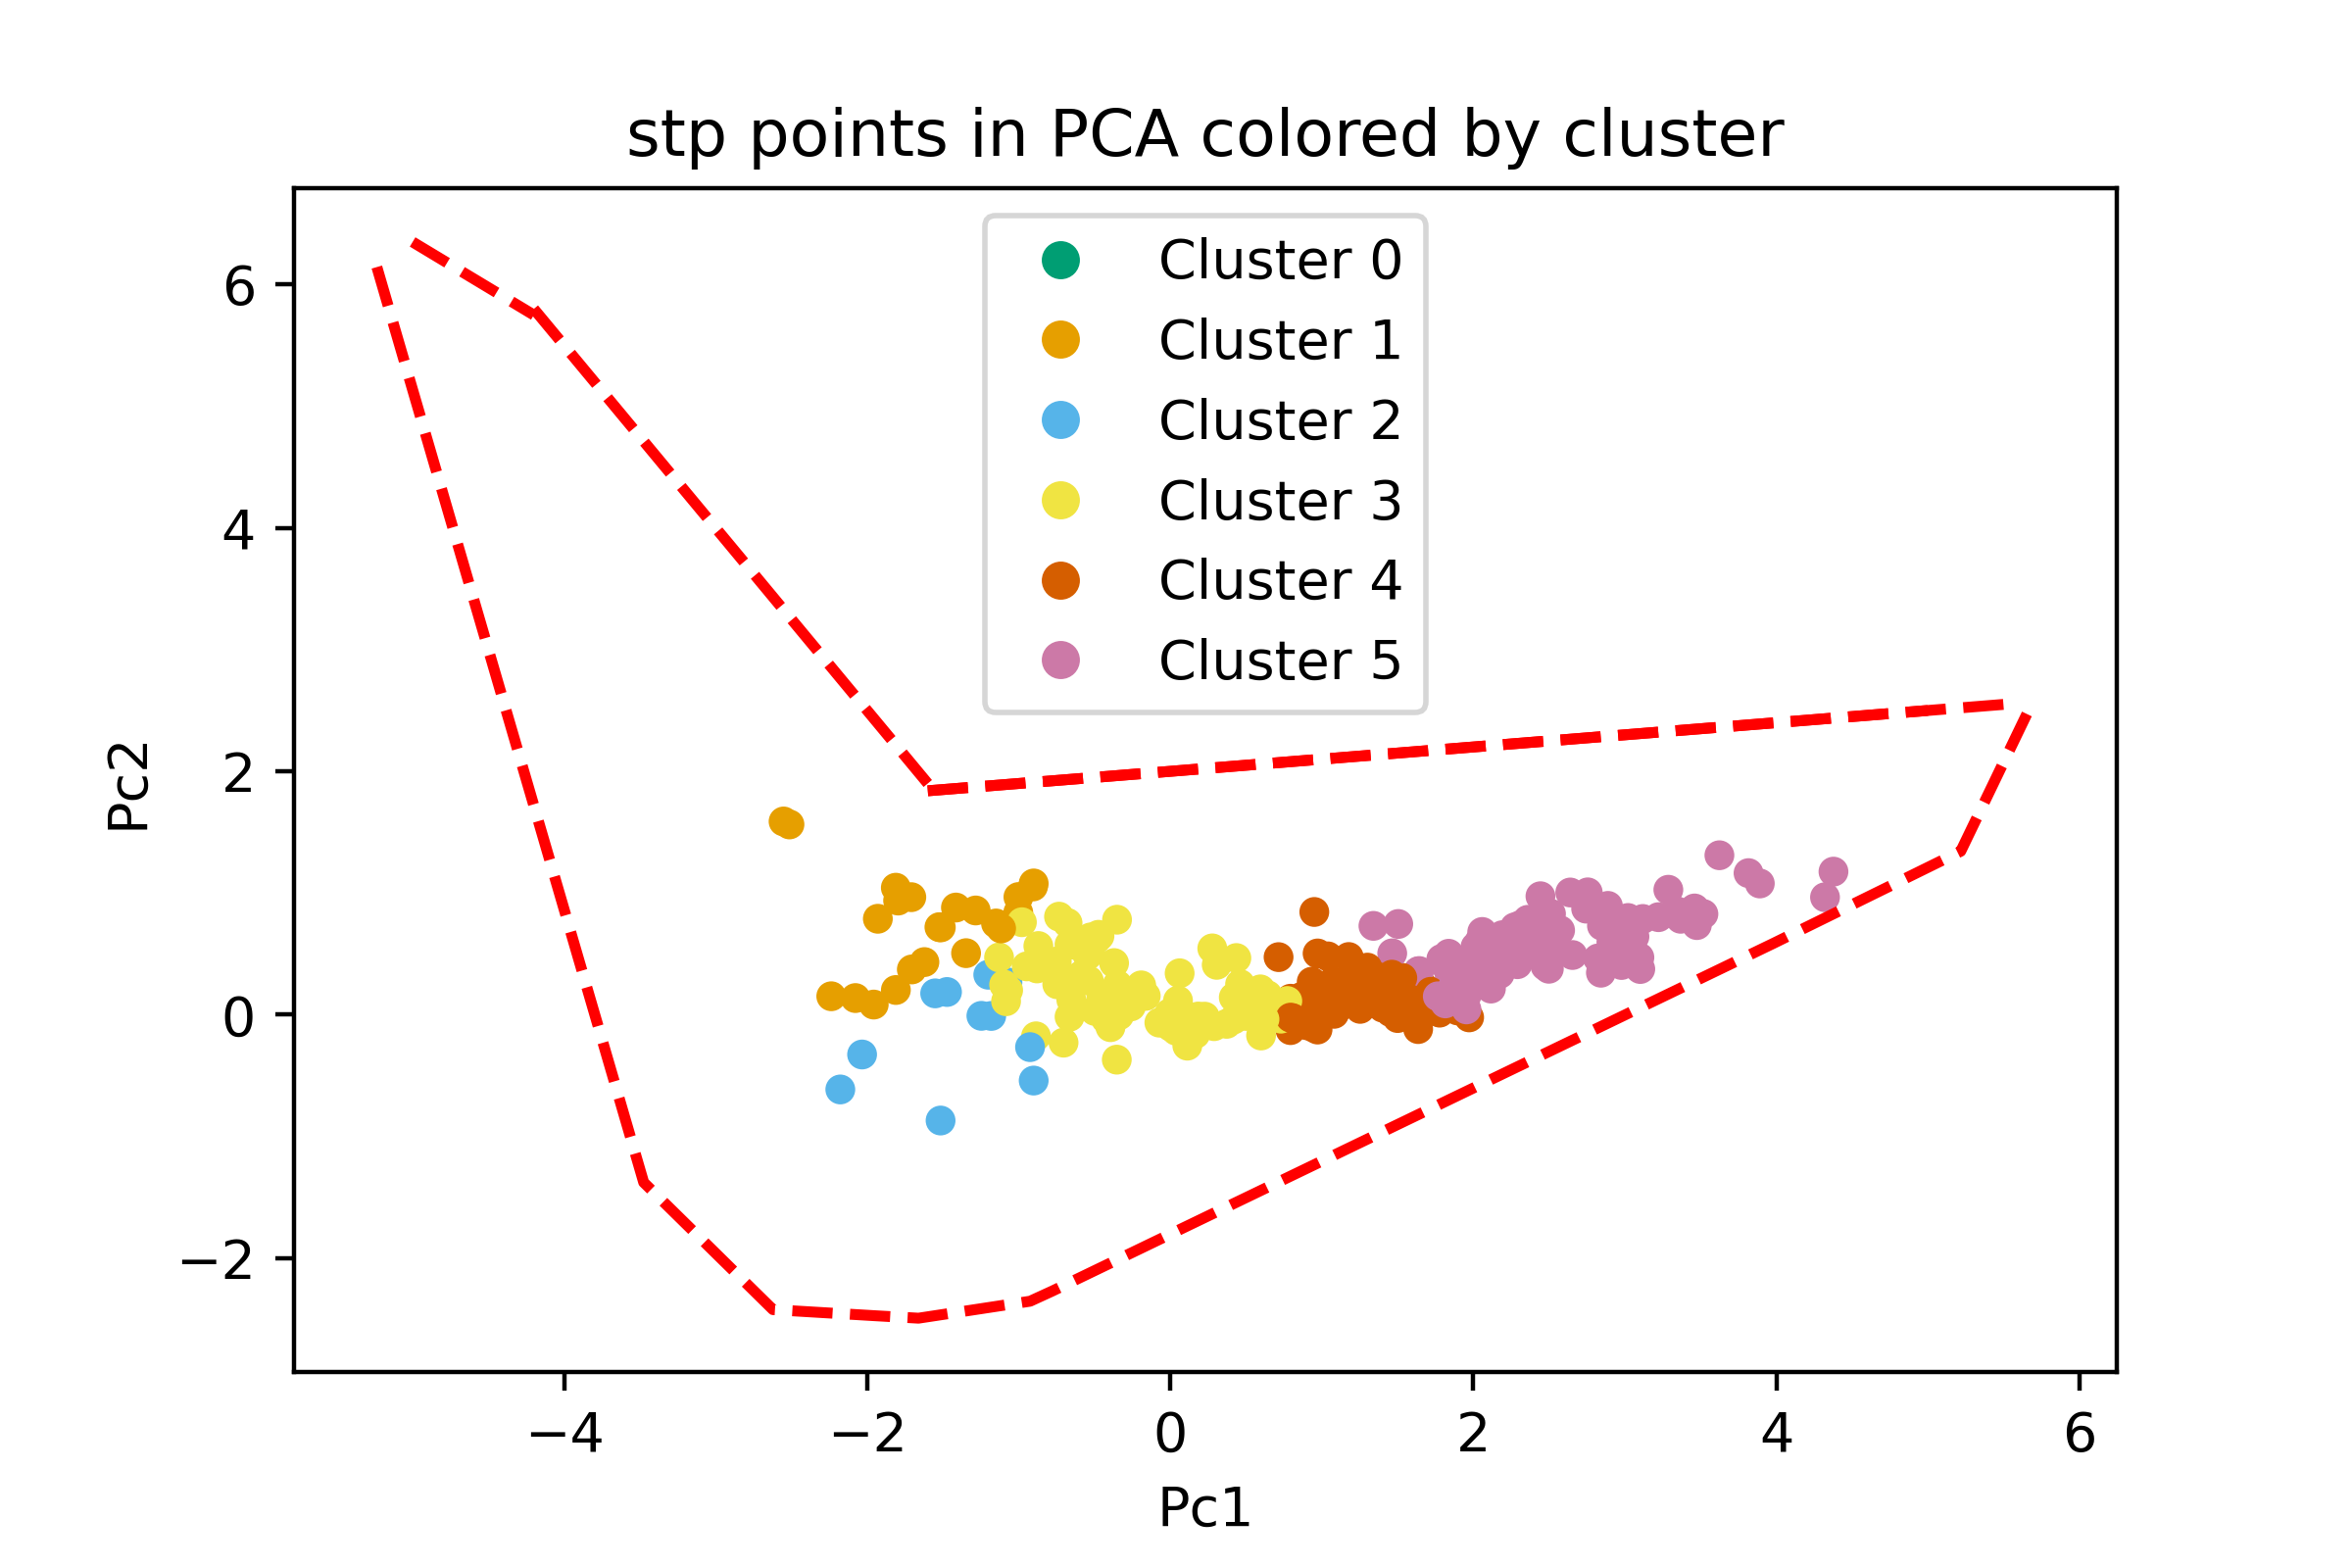 stp points in PCA colored by cluster
Cluster 0
Cluster 1
Cluster 2
Cluster 3
Cluster 4
Cluster 5
6
4
2
0
−2
Pc2
−4
−2
0
2
4
6
Pc1